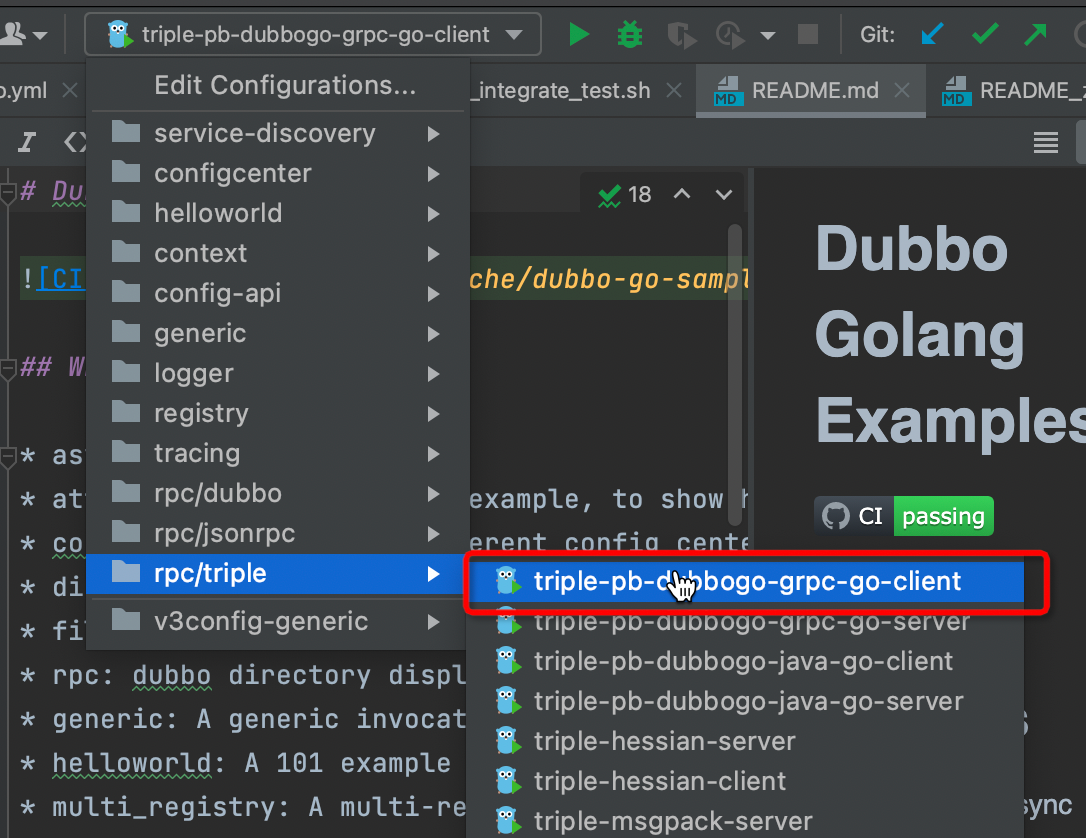 triple-pb-dubbogo-grpc-go-client
Git:
.yml
_integrate_test.sh
README.md
README_
Edit Configurations...
service-discovery
configcenter
helloworld
context
config-api
generic
logger
registry
tracing
rpc/dubbo
rpc/jsonrpc
rpc/triple
v3config-generic
triple-pb-dubbogo-grpc-go-client
triple-pb-dubbogo-grpc-go-server
triple-pb-dubbogo-java-go-client
triple-pb-dubbogo-java-go-server
triple-hessian-server
triple-hessian-client
triple-msgpack-server
I <>
# Du
18
![CI
che/dubbo-go-sampl
## W
* as
* at
example, to show h
* co
erent config cente
* di
* fi
* rpc: dubbo directory displ
* generic: A generic invocat
* helloworld: A 101 example
* multi_registry: A multi-re
Dubbo
Golang
Examples
CI passing
sync